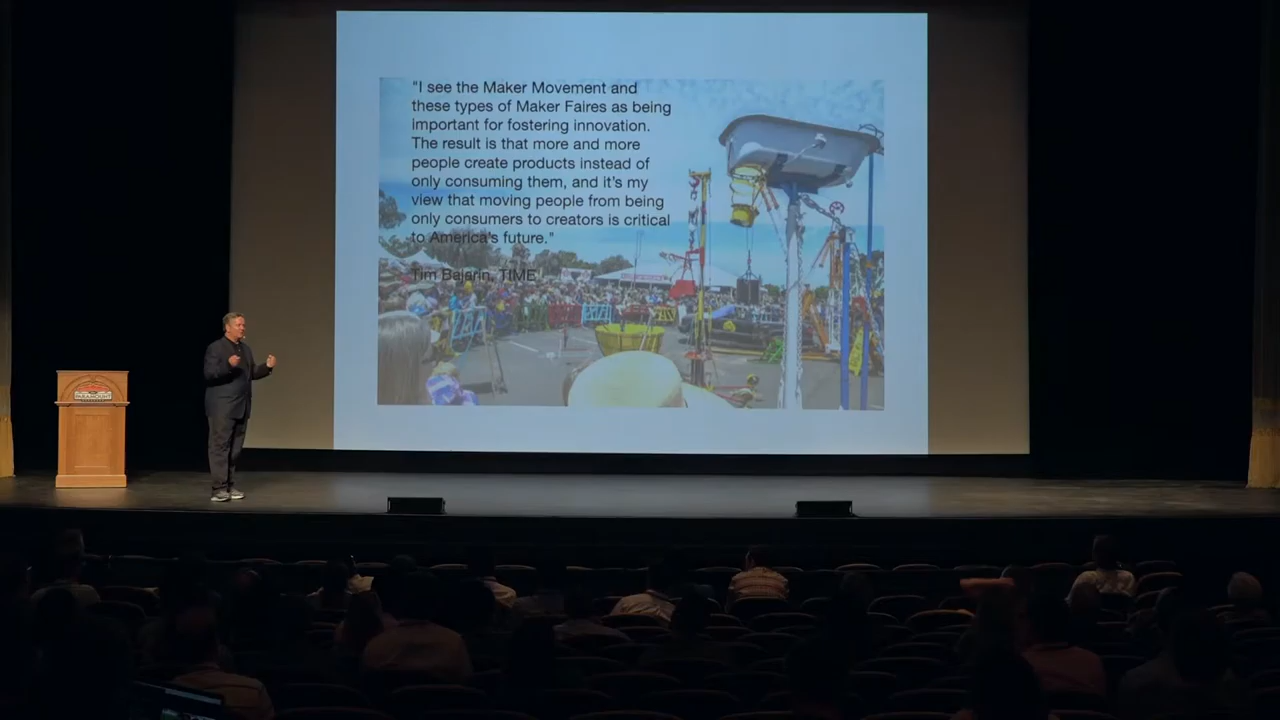 "I see the Maker Movement and
these types of Maker Faires as being
important for fostering innovation.
The result is that more and more
people create products instead of
only consuming them, and it's my
view that moving people from being
only consumers to creators is critical
to America's future."
Tim Bajarin, TIME
PARAMOUNT